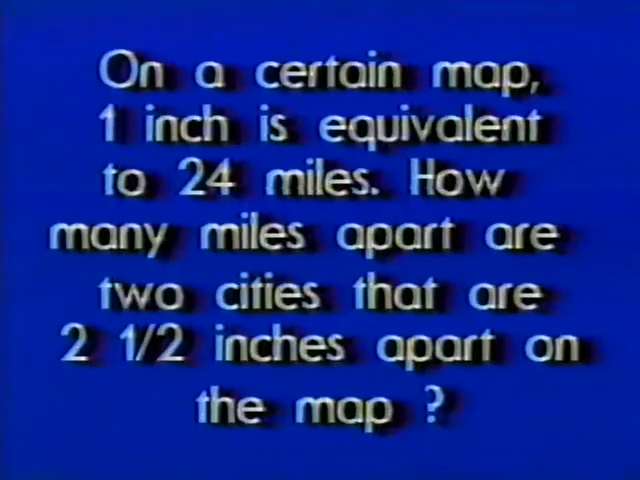 On a certain map,
1 inch is equivalent
to 24 miles. How
many miles apart are
two cities that are
2 1/2 inches apart on
the map ?